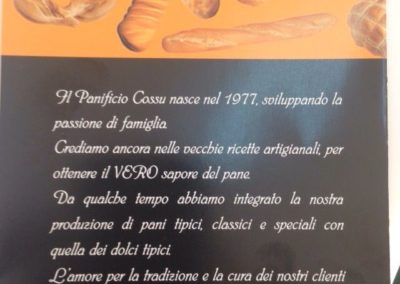 Il Panificio Cossu nasce nel 1977, sviluppando la
passione di famiglia.
Crediamo ancora nelle vecchie ricette artigianali, per
ottenere il VERO sapore del pane.
Da qualche tempo abbiamo integrato la nostra
produzione di pani tipici, classici e speciali con
quella dei dolci tipici.
L'amore per la tradizione e la cura dei nostri clienti